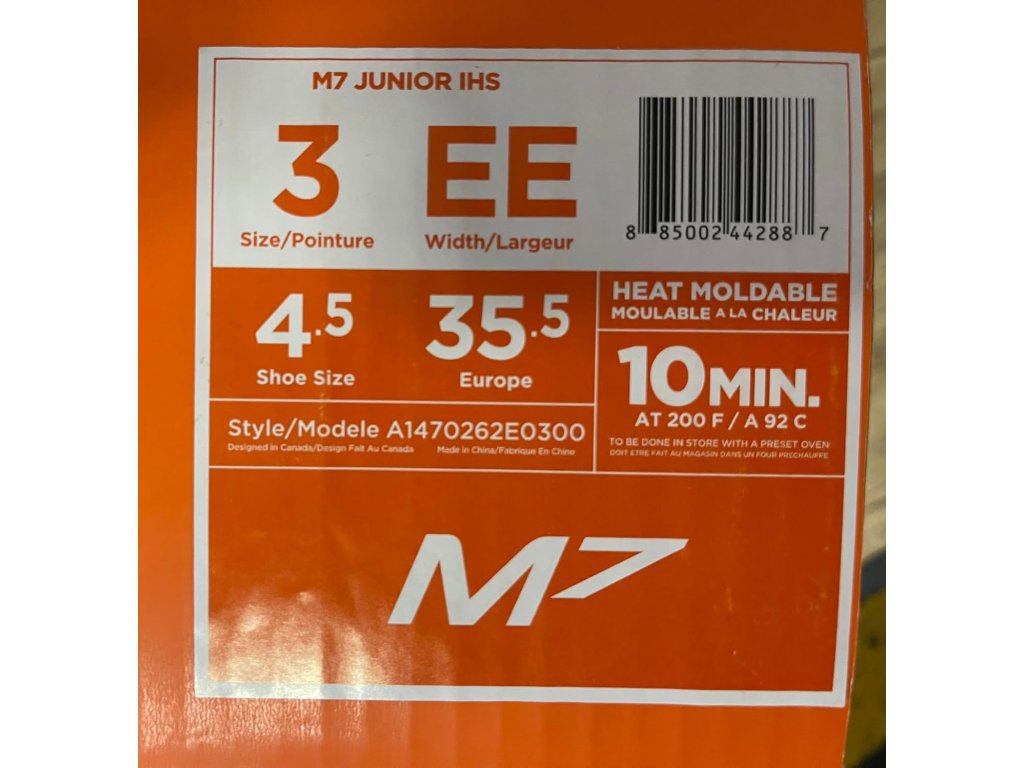 M7 JUNIOR IHS
3 EE
Size/Pointure Width/Largeur
8 85002 44288 7
4.5 35.5
Shoe Size Europe
HEAT MOLDABLE
MOULABLE A LA CHALEUR
10 MIN.
AT 200 F / A 92 C
TO BE DONE IN STORE WITH A PRESET OVEN
DOIT ETRE FAIT AU MAGASIN DANS UN FOUR PRECHAUFFE
Style/Modele A1470262E0300
Designed in Canada/Design Fait Au Canada Made in China/Fabrique En Chine
M7